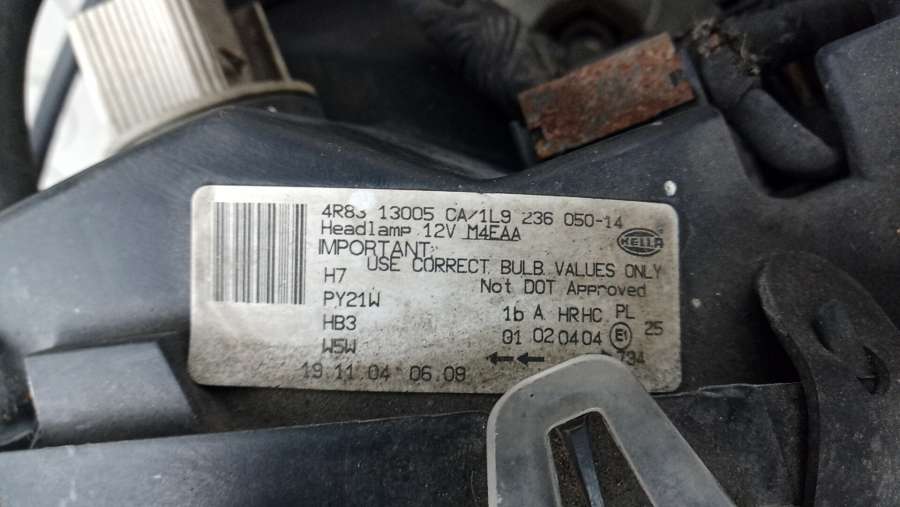 4R83 13005 CA/1L9 236 050-14
Headlamp 12V M4EAA
HELLA
IMPORTANT:
USE CORRECT BULB VALUES ONLY
H7 Not DOT Approved
PY21W 1b A HRHC PL
HB3 01 02 04 04 E1 25
W5W 734
19.11.04 06.09